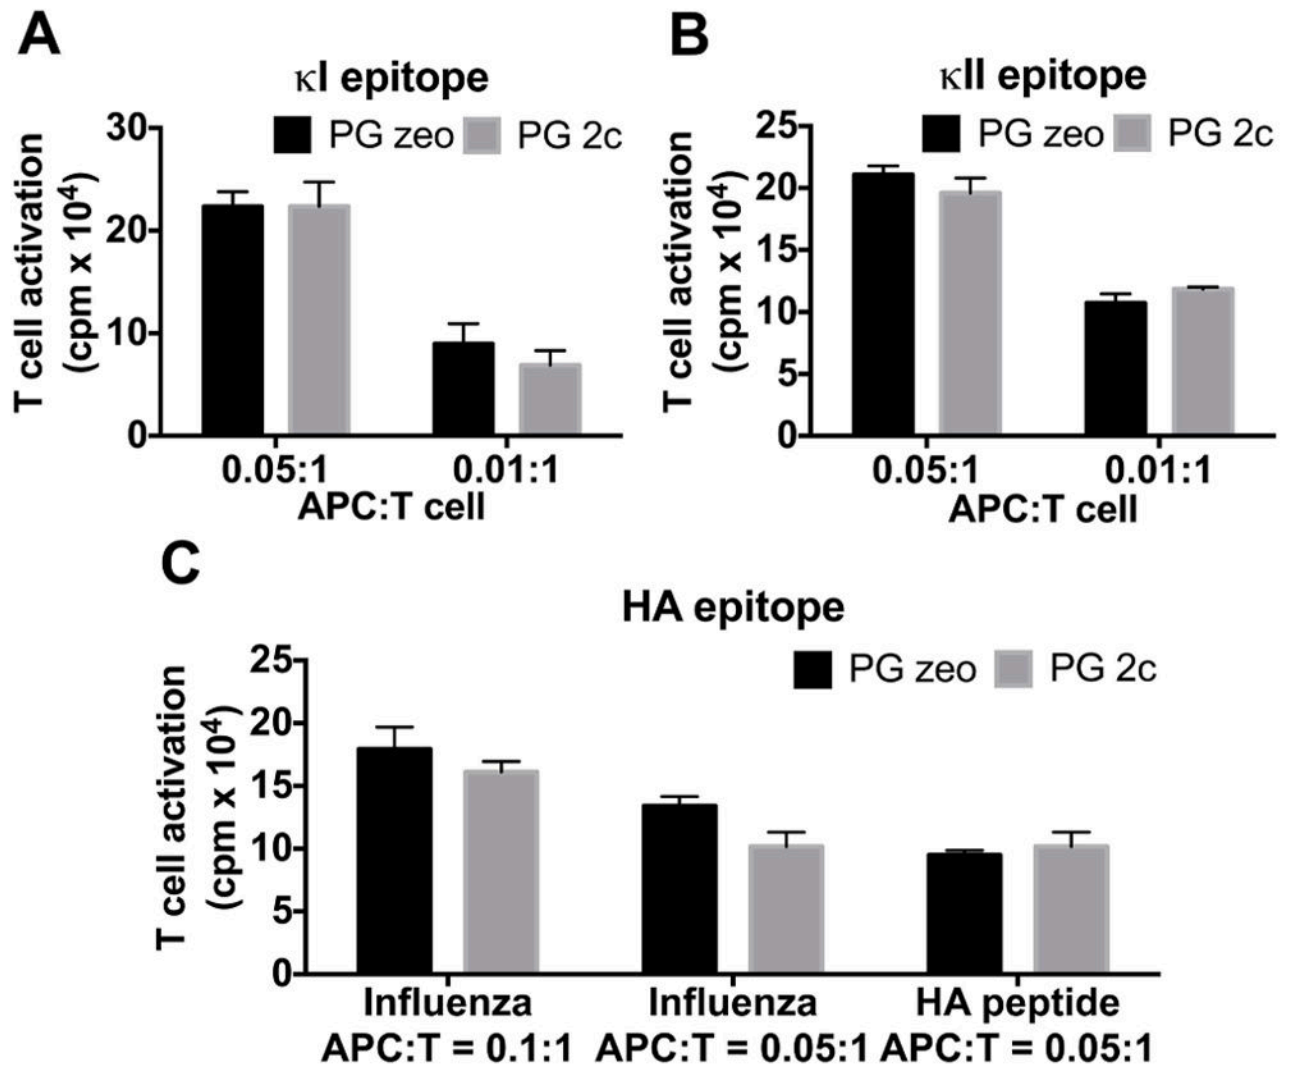 A
κI epitope
PG zeo PG 2c
T cell activation
(cpm x 10⁴)
30
20
10
0
0.05:1 0.01:1
APC:T cell
B
κII epitope
PG zeo PG 2c
T cell activation
(cpm x 10⁴)
25
20
15
10
5
0
0.05:1 0.01:1
APC:T cell
C
HA epitope
PG zeo PG 2c
T cell activation
(cpm x 10⁴)
25
20
15
10
5
0
Influenza Influenza HA peptide
APC:T = 0.1:1 APC:T = 0.05:1 APC:T = 0.05:1